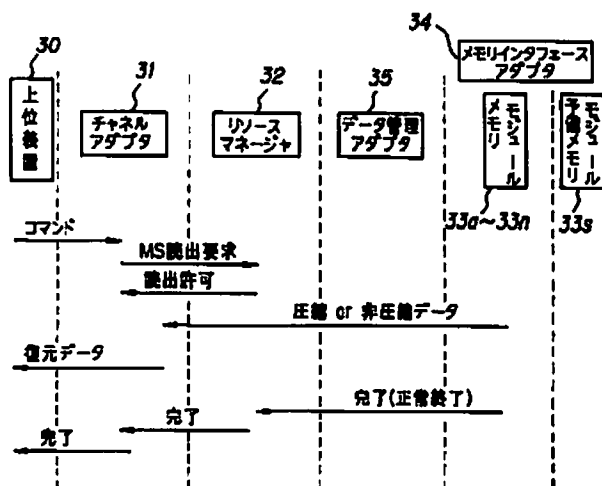 34
30
メモリインタフェース
アダプタ
31
32
35
上位装置
チャネル
アダプタ
リソース
マネージャ
データ管理
アダプタ
メモリ
モジュール
予備メモリ
モジュール
33a～33n
33s
コマンド
MS読出要求
読出許可
圧縮 or 非圧縮データ
復元データ
完了(正常終了)
完了
完了